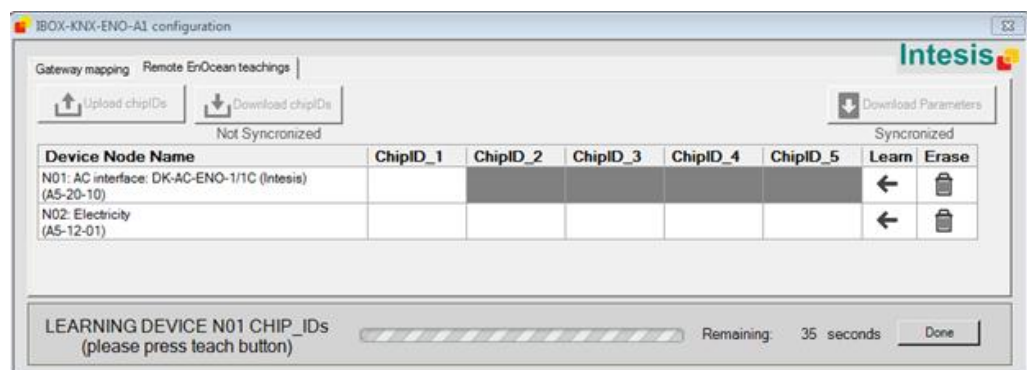 IBOX-KNX-ENO-A1 configuration
Intesis
Gateway mapping Remote EnOcean teachings
Upload chipIDs Download chipIDs Download Parameters
Not Syncronized Syncronized
Device Node Name ChipID_1 ChipID_2 ChipID_3 ChipID_4 ChipID_5 Learn Erase
N01: AC interface: DK-AC-ENO-1/1C (Intesis)
(A5-20-10)
N02: Electricity
(A5-12-01)
LEARNING DEVICE N01 CHIP_IDs
(please press teach button)
Remaining: 35 seconds Done